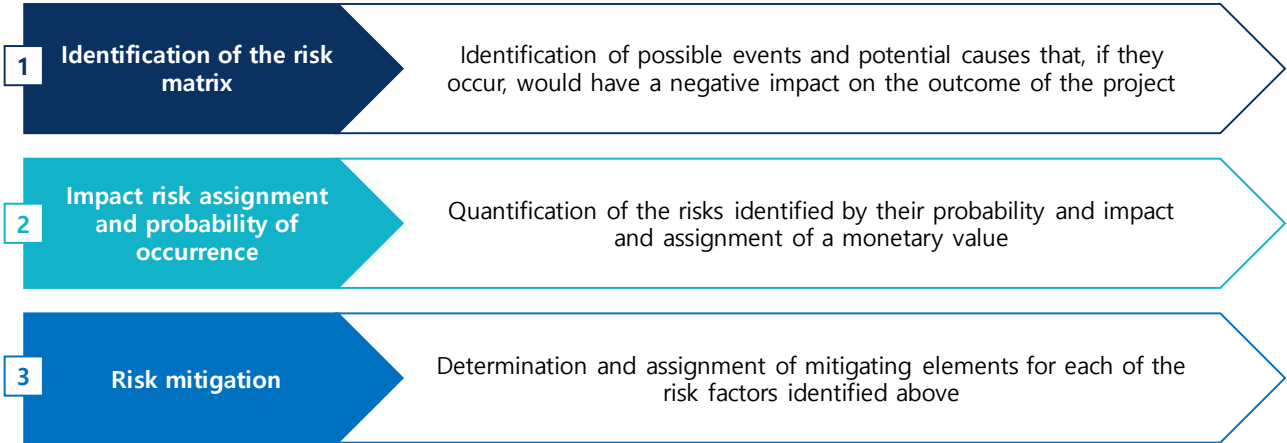 1
Identification of the risk
matrix
Identification of possible events and potential causes that, if they
occur, would have a negative impact on the outcome of the project
2
Impact risk assignment
and probability of
occurrence
Quantification of the risks identified by their probability and impact
and assignment of a monetary value
3
Risk mitigation
Determination and assignment of mitigating elements for each of the
risk factors identified above